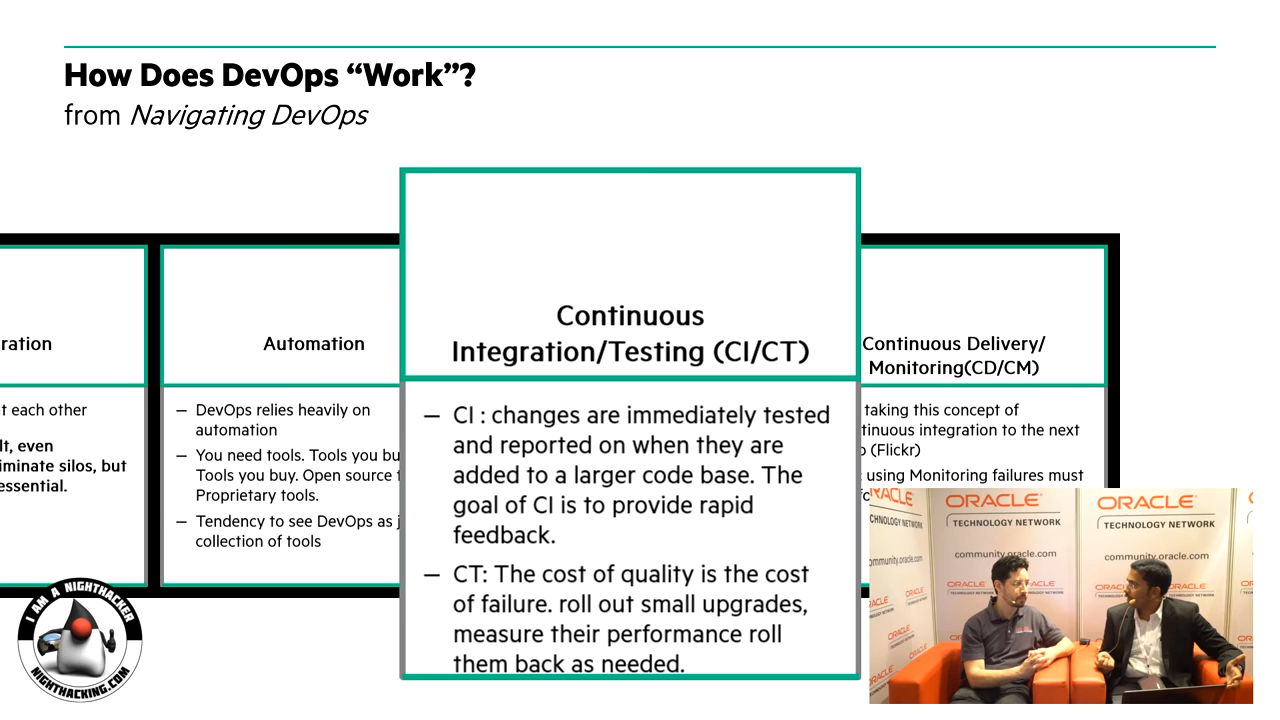 How Does DevOps “Work”?
from Navigating DevOps
ration
t each other
lt, even
iminate silos, but
essential.
Automation
– DevOps relies heavily on
automation
– You need tools. Tools you bu
Tools you buy. Open source
Proprietary tools.
– Tendency to see DevOps as j
collection of tools
Continuous
Integration/Testing (CI/CT)
– CI : changes are immediately tested
and reported on when they are
added to a larger code base. The
goal of CI is to provide rapid
feedback.
– CT: The cost of quality is the cost
of failure. roll out small upgrades,
measure their performance roll
them back as needed.
Continuous Delivery/
Monitoring(CD/CM)
taking this concept of
tinuous integration to the next
(Flickr)
: using Monitoring failures must
I AM A NIGHTHACKER
NIGHTHACKING.COM
RACLE
CHNOLOGY NETWORK
ORACLE
TECHNOLOGY NETWORK
community.oracle.com
ORACLE
TECHNOLOGY NETWORK
community.oracle.com
ORACLE
ORACLE